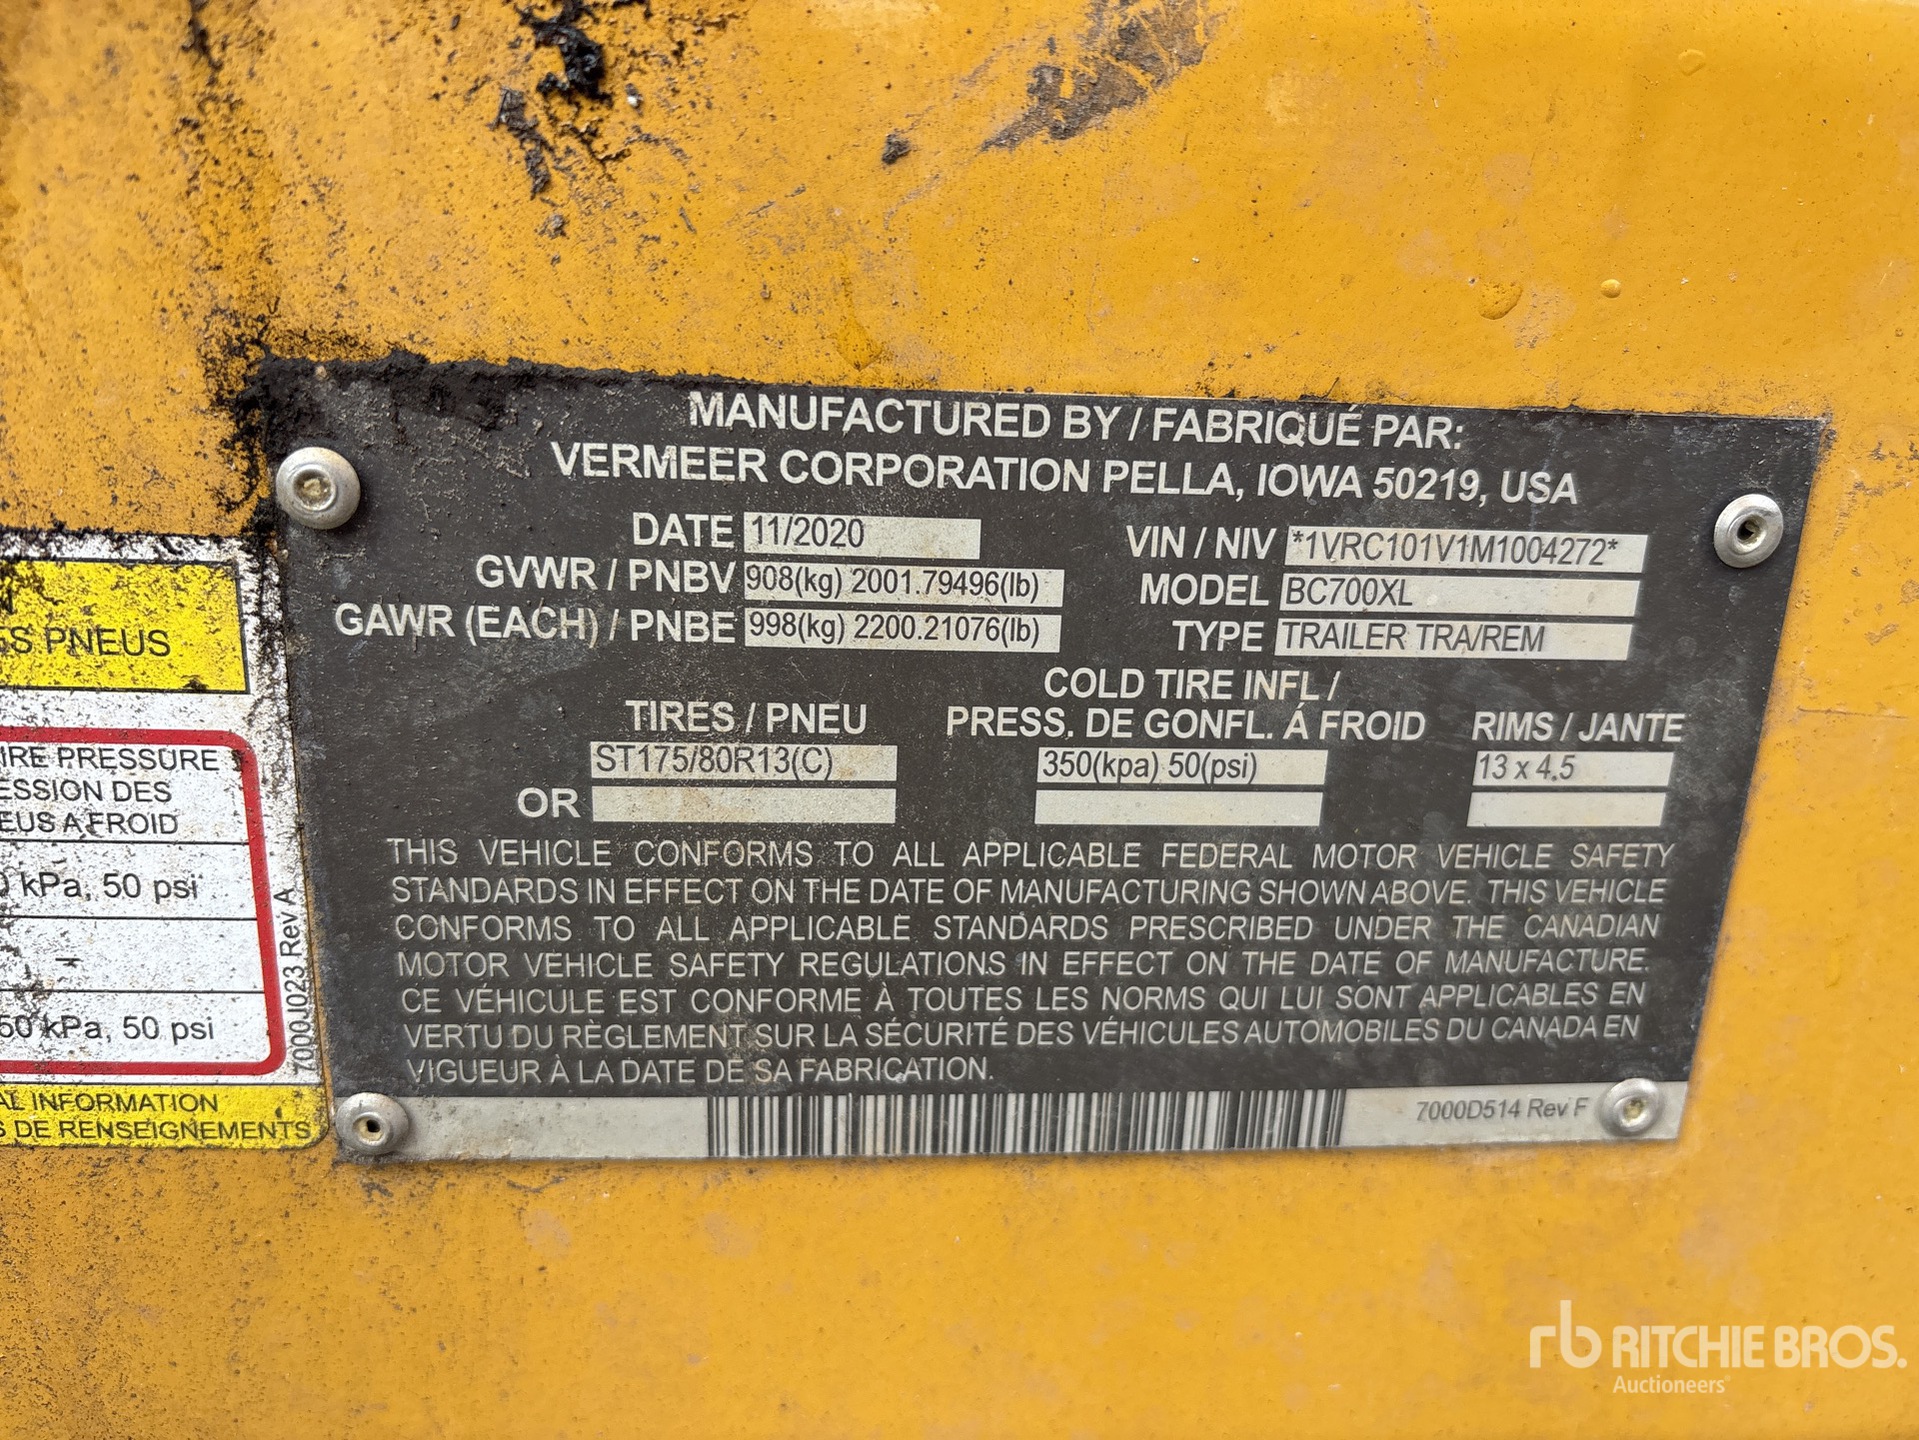 MANUFACTURED BY / FABRIQUÉ PAR:
VERMEER CORPORATION PELLA, IOWA 50219, USA
DATE 11/2020 VIN / NIV *1VRC101V1M1004272*
GVWR / PNBV 908(kg) 2001.79496(lb) MODEL BC700XL
GAWR (EACH) / PNBE 998(kg) 2200.21076(lb) TYPE TRAILER TRA/REM
COLD TIRE INFL /
TIRES / PNEU PRESS. DE GONFL. Á FROID RIMS / JANTE
ST175/80R13(C) 350(kpa) 50(psi) 13 x 4.5
OR
THIS VEHICLE CONFORMS TO ALL APPLICABLE FEDERAL MOTOR VEHICLE SAFETY
STANDARDS IN EFFECT ON THE DATE OF MANUFACTURING SHOWN ABOVE. THIS VEHICLE
CONFORMS TO ALL APPLICABLE STANDARDS PRESCRIBED UNDER THE CANADIAN
MOTOR VEHICLE SAFETY REGULATIONS IN EFFECT ON THE DATE OF MANUFACTURE.
CE VÉHICULE EST CONFORME À TOUTES LES NORMS QUI LUI SONT APPLICABLES EN
VERTU DU RÈGLEMENT SUR LA SÉCURITÉ DES VÉHICULES AUTOMOBILES DU CANADA EN
VIGUEUR À LA DATE DE SA FABRICATION.
7000D514 Rev F
PNEUS
PRESSURE
DES
A FROID
kPa, 50 psi
-
kPa, 50 psi
7000J023 Rev A
INFORMATION
DE RENSEIGNEMENTS
rb RITCHIE BROS.
Auctioneers